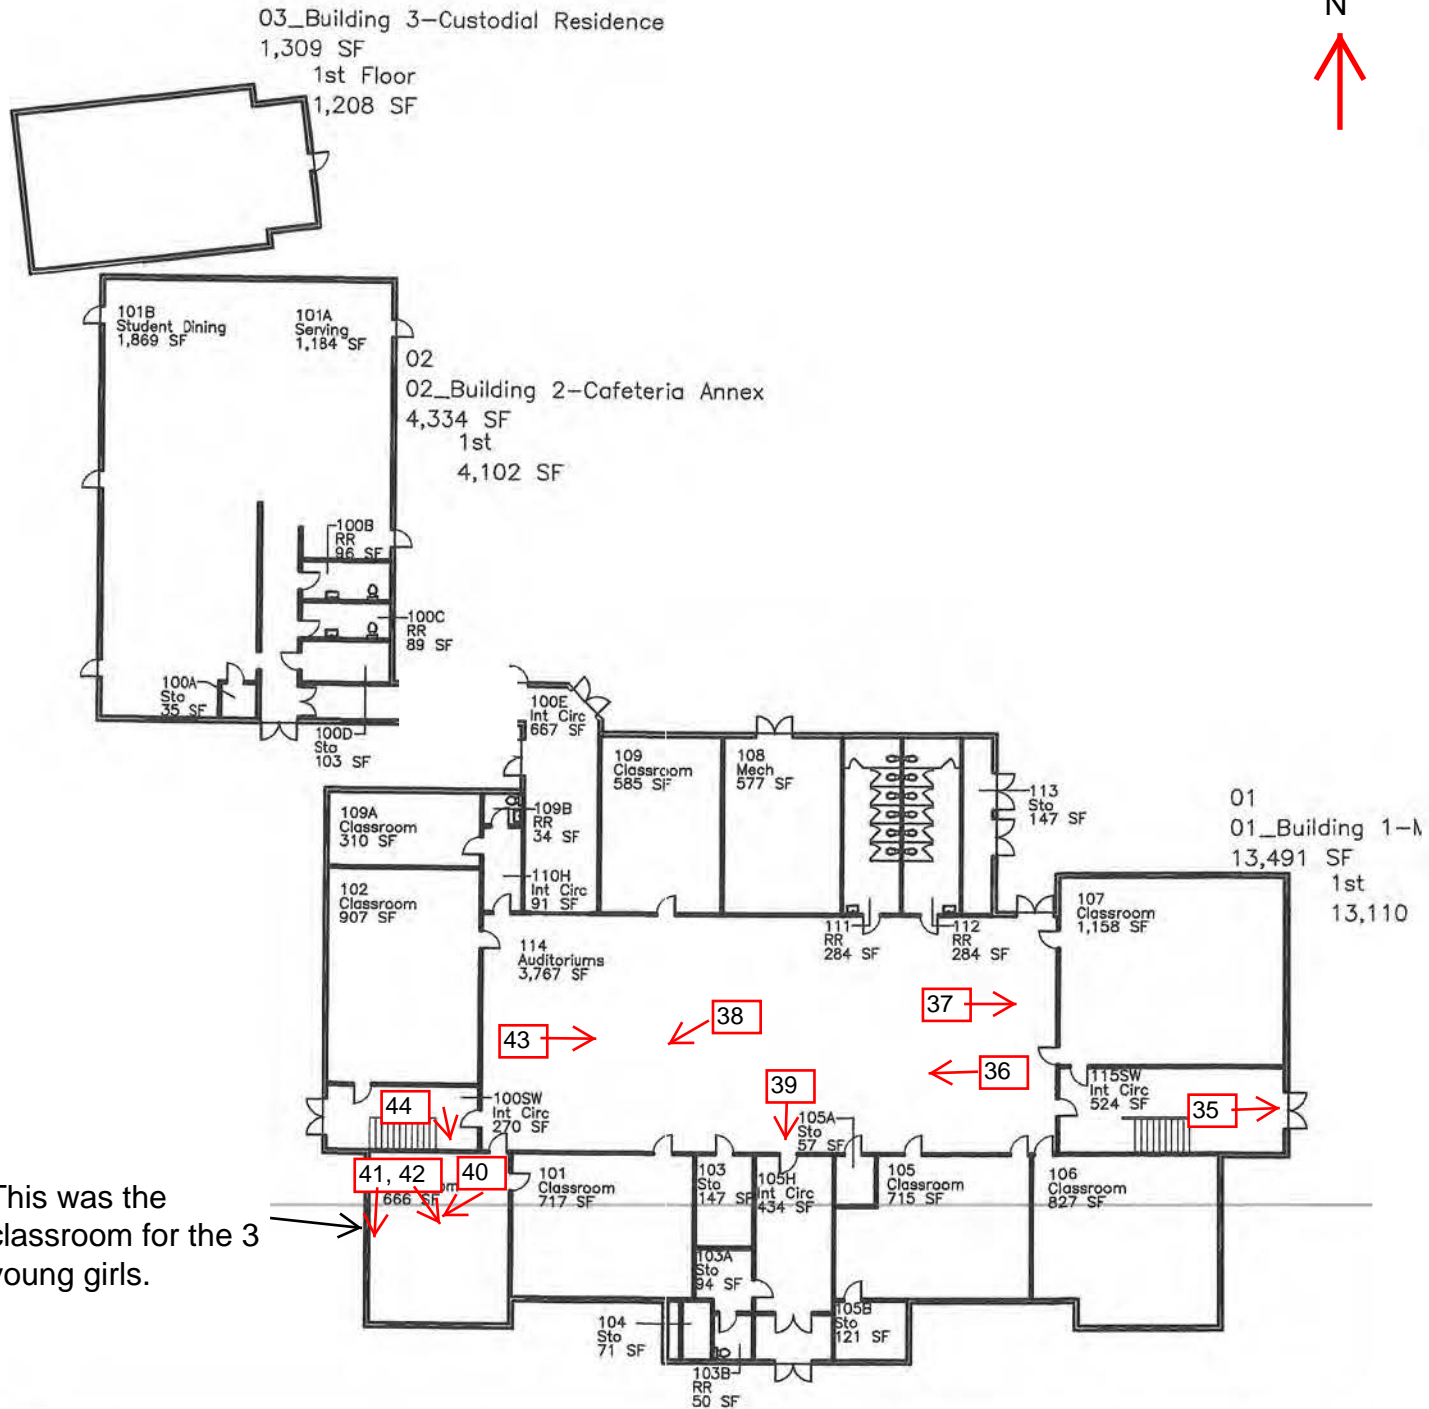 N
03_Building 3-Custodial Residence
1,309 SF
1st Floor
1,208 SF
101B
Student Dining
1,869 SF
101A
Serving
1,184 SF
02
02_Building 2-Cafeteria Annex
4,334 SF
1st
4,102 SF
100B
RR
96 SF
100C
RR
89 SF
100A
Sto
35 SF
100D
Sto
103 SF
100E
Int Circ
667 SF
109
Classroom
585 SF
108
Mech
577 SF
113
Sto
147 SF
01
01_Building 1-
13,491 SF
1st
13,110
109A
Classroom
310 SF
109B
RR
34 SF
110H
Int Circ
91 SF
102
Classroom
907 SF
107
Classroom
1,158 SF
114
Auditoriums
3,767 SF
111
RR
284 SF
112
RR
284 SF
37
38
43
36
39
44
100SW
Int Circ
270 SF
105A
Sto
57 SF
115SW
Int Circ
524 SF
35
41, 42
40
666 SF
101
Classroom
717 SF
103
Sto
147 SF
105H
Int Circ
434 SF
105
Classroom
715 SF
106
Classroom
827 SF
This was the
classroom for the 3
young girls.
103A
Sto
94 SF
104
Sto
71 SF
105B
Sto
121 SF
103B
RR
50 SF